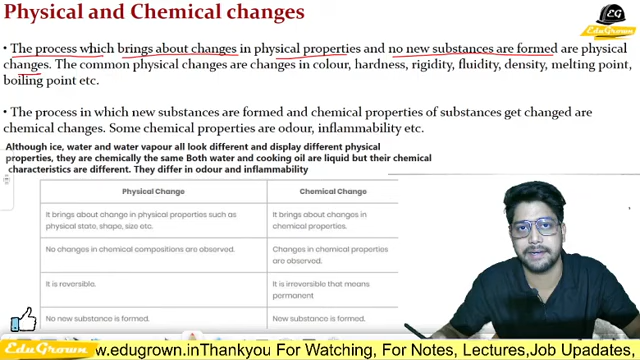 Physical and Chemical changes
EG
EduGrown
The process which brings about changes in physical properties and no new substances are formed are physical
changes. The common physical changes are changes in colour, hardness, rigidity, fluidity, density, melting point,
boiling point etc.
The process in which new substances are formed and chemical properties of substances get changed are
chemical changes. Some chemical properties are odour, inflammability etc.
Although ice, water and water vapour all look different and display different physical
properties, they are chemically the same Both water and cooking oil are liquid but their chemical
characteristics are different. They differ in odour and inflammability
Physical Change
Chemical Change
It brings about change in physical properties such as
physical state, shape, size etc.
It brings about changes in
chemical properties.
No changes in chemical compositions are observed.
Changes in chemical properties
are observed.
It is reversible.
It is irreversible that means
permanent
No new substance is formed.
New substance is formed.
EduGrown
www.edugrown.inThankyou For Watching, For Notes, Lectures,Job Upadates,